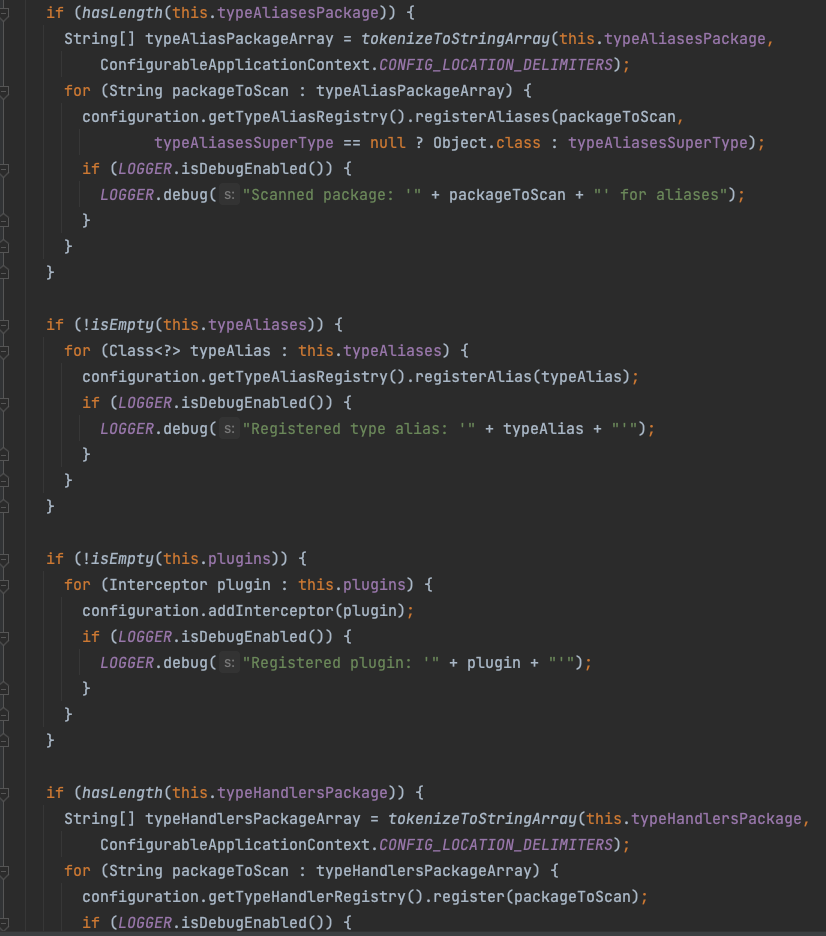 if (hasLength(this.typeAliasesPackage)) {
String[] typeAliasPackageArray = tokenizeToStringArray(this.typeAliasesPackage,
ConfigurableApplicationContext.CONFIG_LOCATION_DELIMITERS);
for (String packageToScan : typeAliasPackageArray) {
configuration.getTypeAliasRegistry().registerAliases(packageToScan,
typeAliasesSuperType == null ? Object.class : typeAliasesSuperType);
if (LOGGER.isDebugEnabled()) {
LOGGER.debug( s: "Scanned package: '" + packageToScan + "' for aliases");
}
}
}
if (!isEmpty(this.typeAliases)) {
for (Class<?> typeAlias : this.typeAliases) {
configuration.getTypeAliasRegistry().registerAlias(typeAlias);
if (LOGGER.isDebugEnabled()) {
LOGGER.debug( s: "Registered type alias: '" + typeAlias + "'");
}
}
}
if (!isEmpty(this.plugins)) {
for (Interceptor plugin : this.plugins) {
configuration.addInterceptor(plugin);
if (LOGGER.isDebugEnabled()) {
LOGGER.debug( s: "Registered plugin: '" + plugin + "'");
}
}
}
if (hasLength(this.typeHandlersPackage)) {
String[] typeHandlersPackageArray = tokenizeToStringArray(this.typeHandlersPackage,
ConfigurableApplicationContext.CONFIG_LOCATION_DELIMITERS);
for (String packageToScan : typeHandlersPackageArray) {
configuration.getTypeHandlerRegistry().register(packageToScan);
if (LOGGER.isDebugEnabled()) {